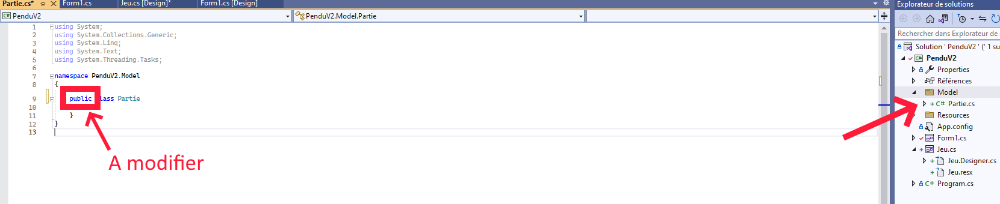 Partie.cs*
Form1.cs
Jeu.cs [Design]*
Form1.cs [Design]
Explorateur de solutions
C# PenduV2
PenduV2.Model.Partie
Rechercher dans Explorateur de
1 using System;
2 using System.Collections.Generic;
3 using System.Linq;
4 using System.Text;
5 using System.Threading.Tasks;
6
7 namespace PenduV2.Model
8 {
9 public class Partie
10
11 }
12 }
13
A modifier
Solution ' PenduV2 ' (' 1 su
C# PenduV2
Properties
Références
Model
C# Partie.cs
Resources
App.config
Form1.cs
Jeu.cs
Jeu.Designer.cs
Jeu.resx
C# Program.cs